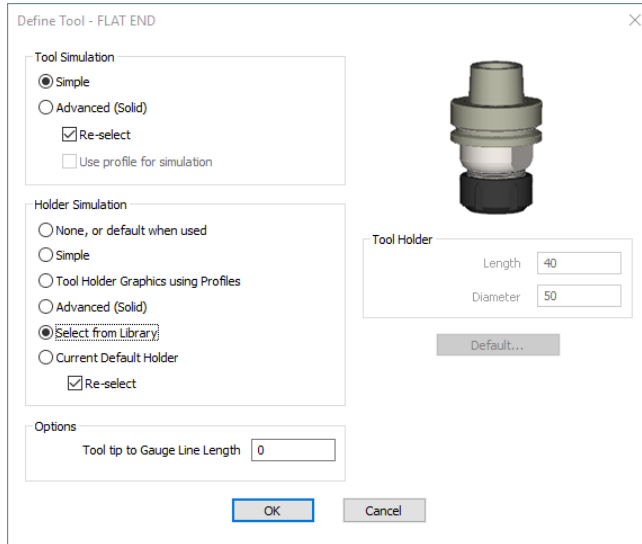 Define Tool - FLAT END
Tool Simulation
Simple
Advanced (Solid)
Re-select
Use profile for simulation
Holder Simulation
None, or default when used
Simple
Tool Holder Graphics using Profiles
Advanced (Solid)
Select from Library
Current Default Holder
Re-select
Tool Holder
Length 40
Diameter 50
Default...
Options
Tool tip to Gauge Line Length 0
OK Cancel